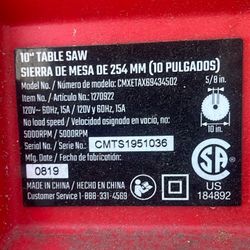 10" TABLE SAW
SIERRA DE MESA DE 254 MM (10 PULGADOS)
Model No. / Número de modelo: CMXETAX69434502
Item No. / Articulo No.: 1270922
120V~ 60Hz, 15A / 120V y 60Hz, 15A
No load speed / Velocidad asignada en vacío, no:
5000RPM / 5000RPM
Serial No. / Serie No.:
CMTS1951036
Mfg. Date / Fecha de fabricación:
0819
MADE IN CHINA / HECHO EN CHINA
Customer Service 1-888-331-4569
5/8 in.
10 in.
SA
®
US
184892